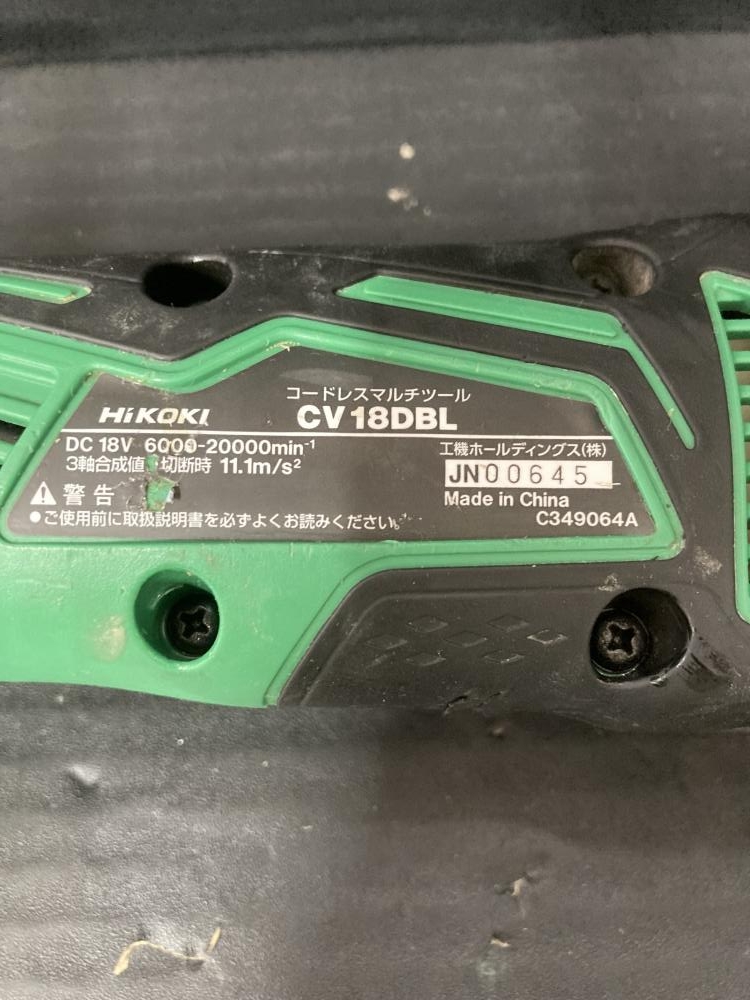 コードレスマルチツール
HiKOKI CV18DBL
DC 18V 6000-20000min⁻¹ 工機ホールディングス(株)
3軸合成値 切断時 11.1m/s² JN00645
警告 Made in China
●ご使用前に取扱説明書を必ずよくお読みください C349064A